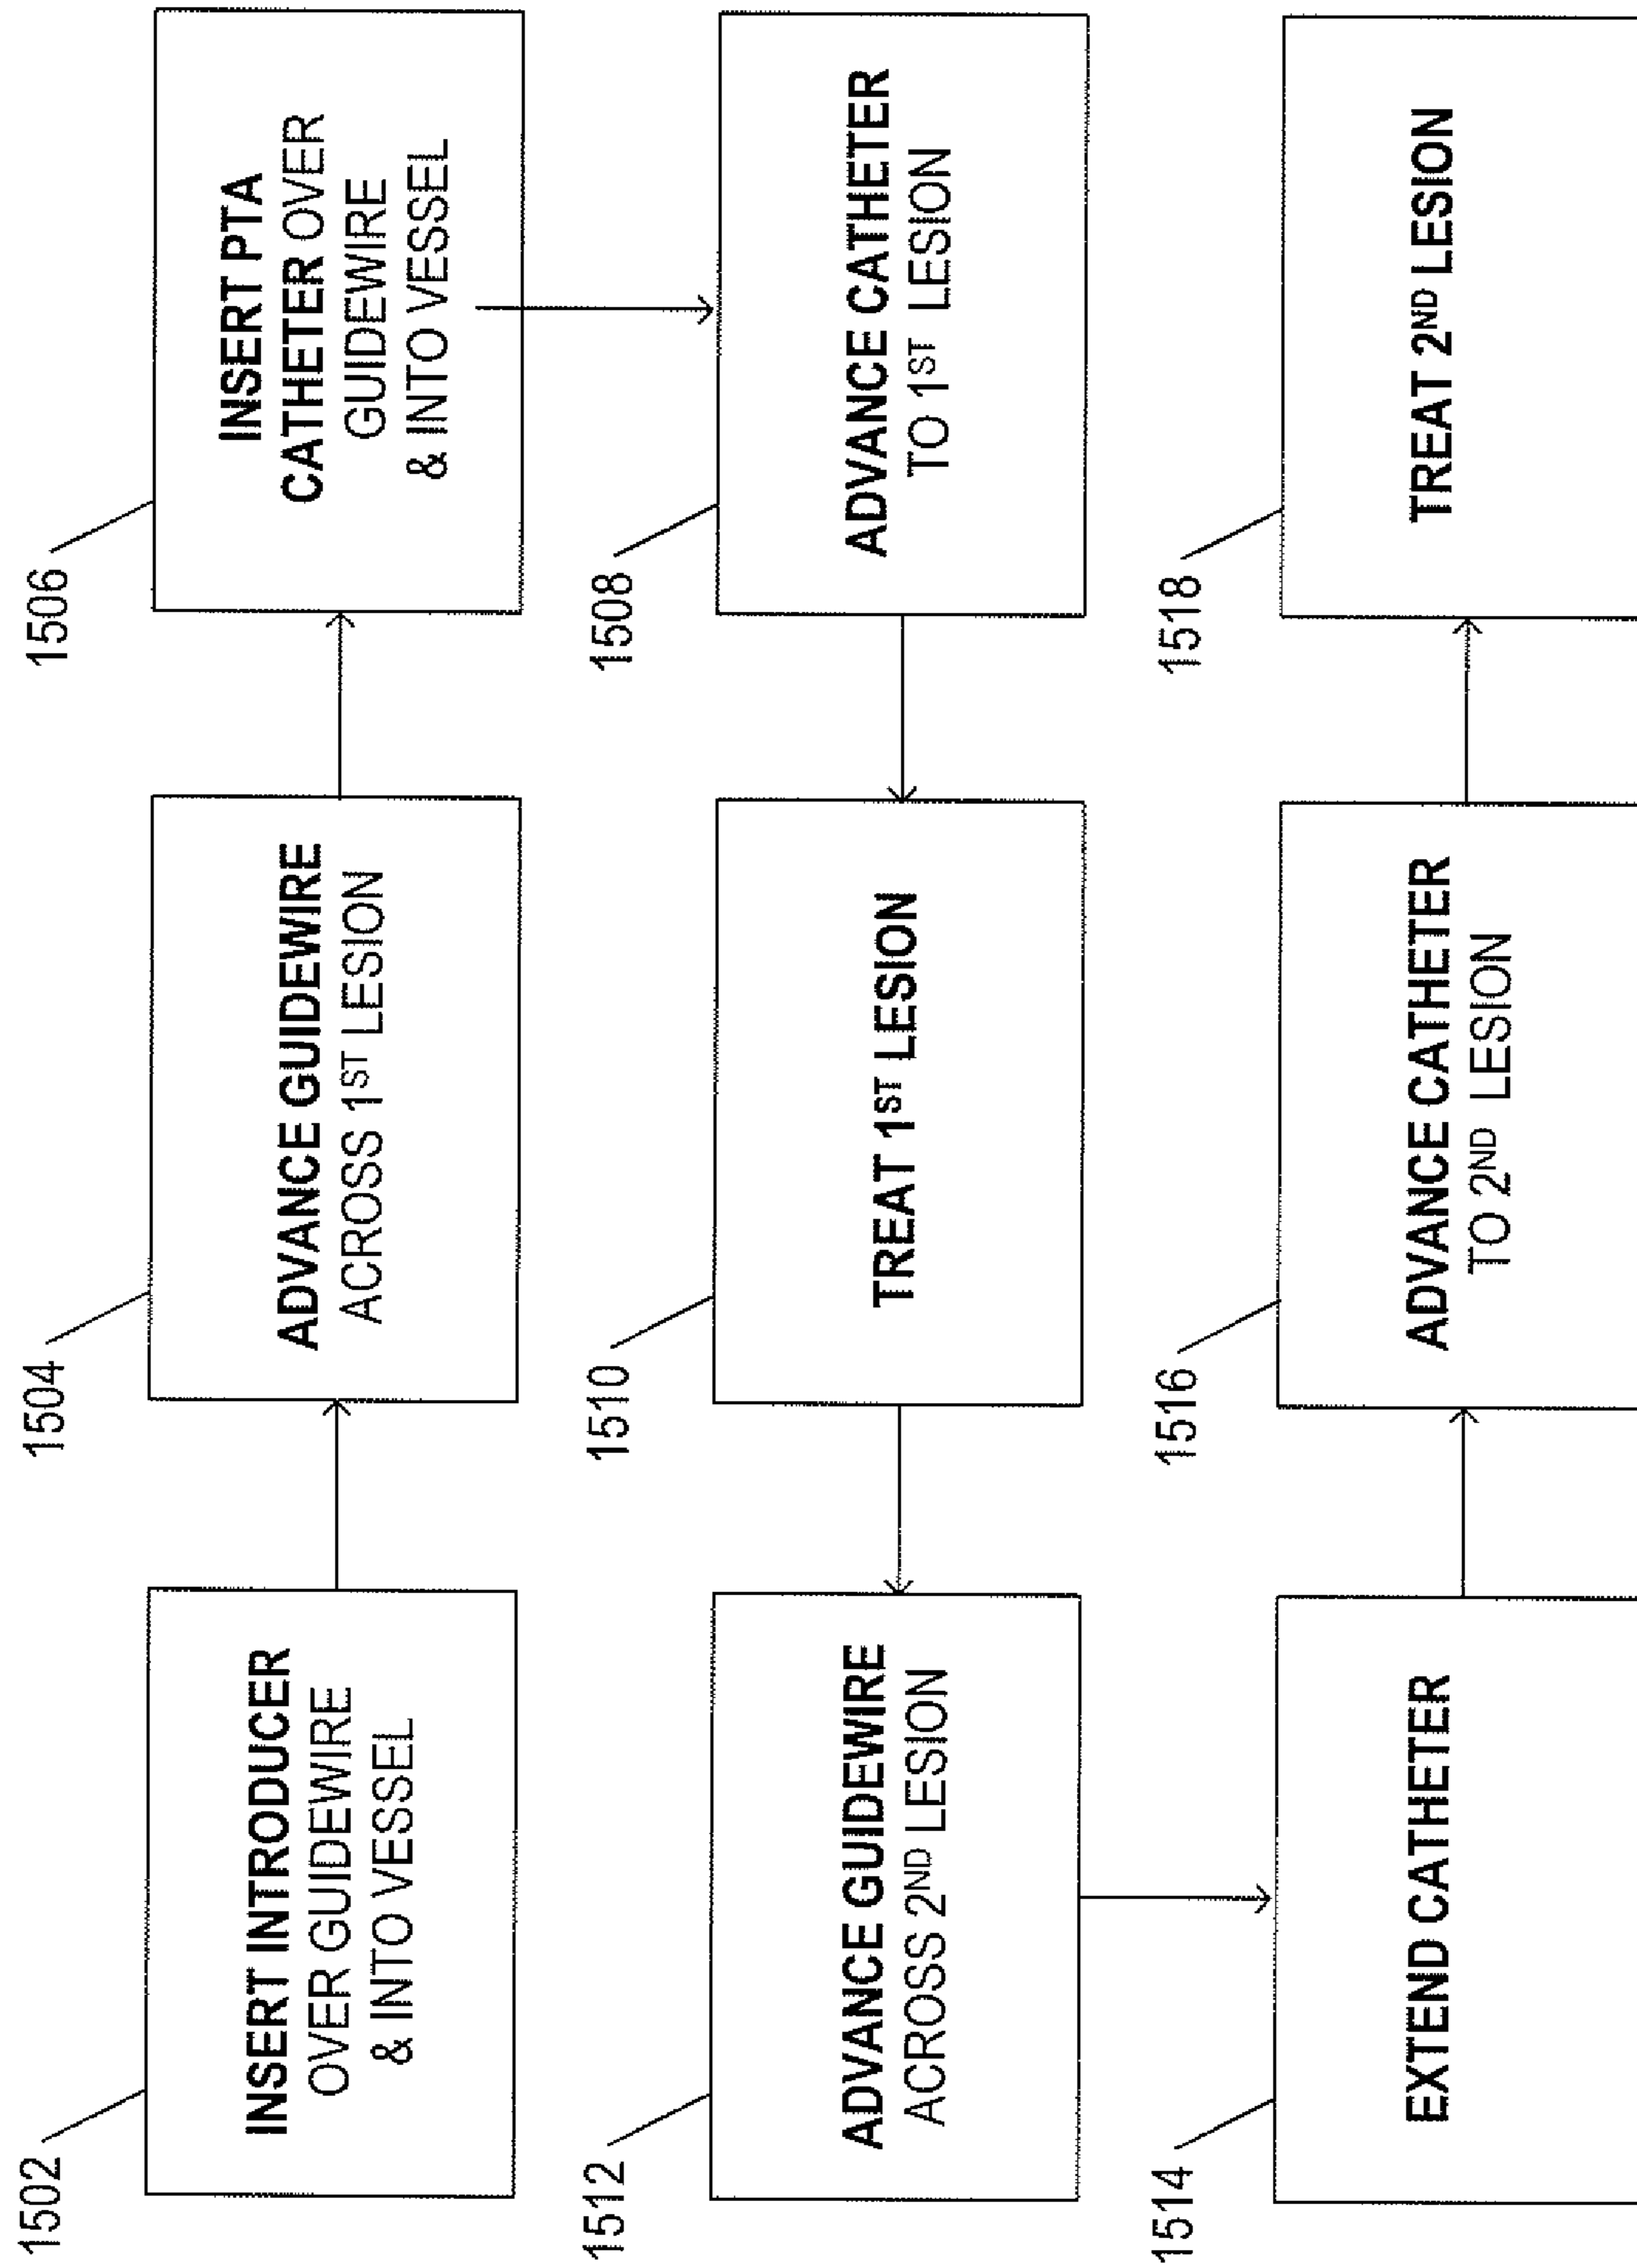 1502
INSERT INTRODUCER
OVER GUIDEWIRE
& INTO VESSEL
1504
ADVANCE GUIDEWIRE
ACROSS 1ST LESION
1506
INSERT PTA
CATHETER OVER
GUIDEWIRE
& INTO VESSEL
1508
ADVANCE CATHETER
TO 1ST LESION
1510
TREAT 1ST LESION
1512
ADVANCE GUIDEWIRE
ACROSS 2ND LESION
1514
EXTEND CATHETER
1516
ADVANCE CATHETER
TO 2ND LESION
1518
TREAT 2ND LESION